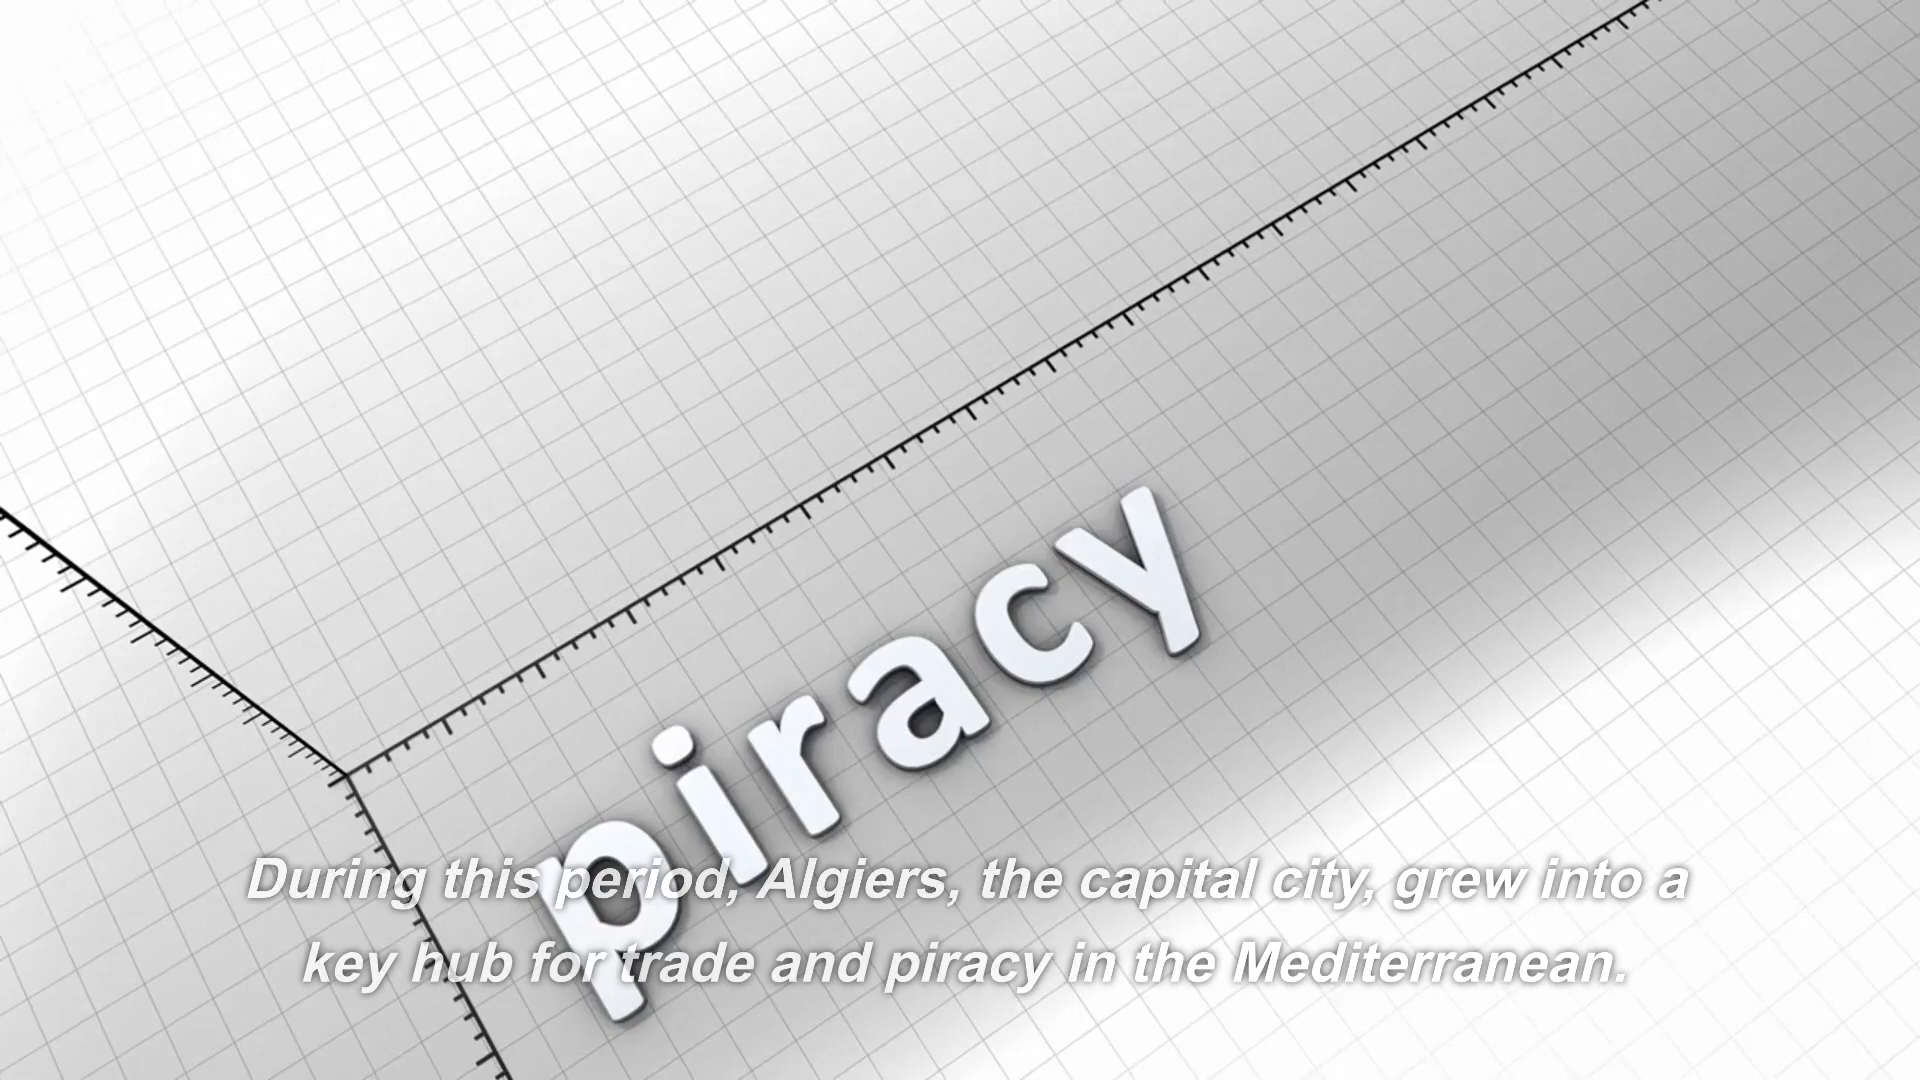 piracy
During this period, Algiers, the capital city, grew into a
key hub for trade and piracy in the Mediterranean.